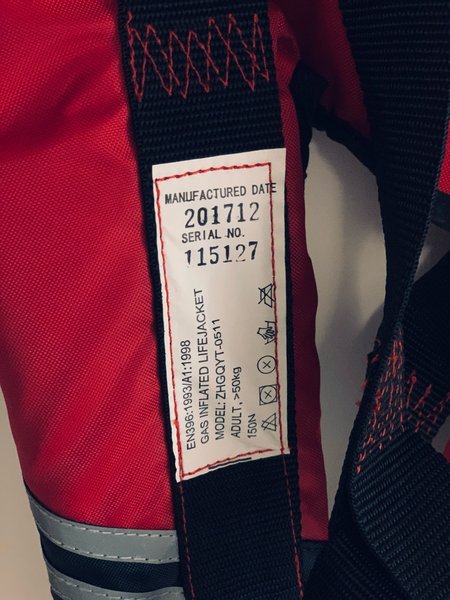 MANUFACTURED DATE
201712
SERIAL NO.
115127
EN396:1993/A1:1998
GAS INFLATED LIFEJACKET
MODEL: ZHGQYT-0511
ADULT, >50kg
150N